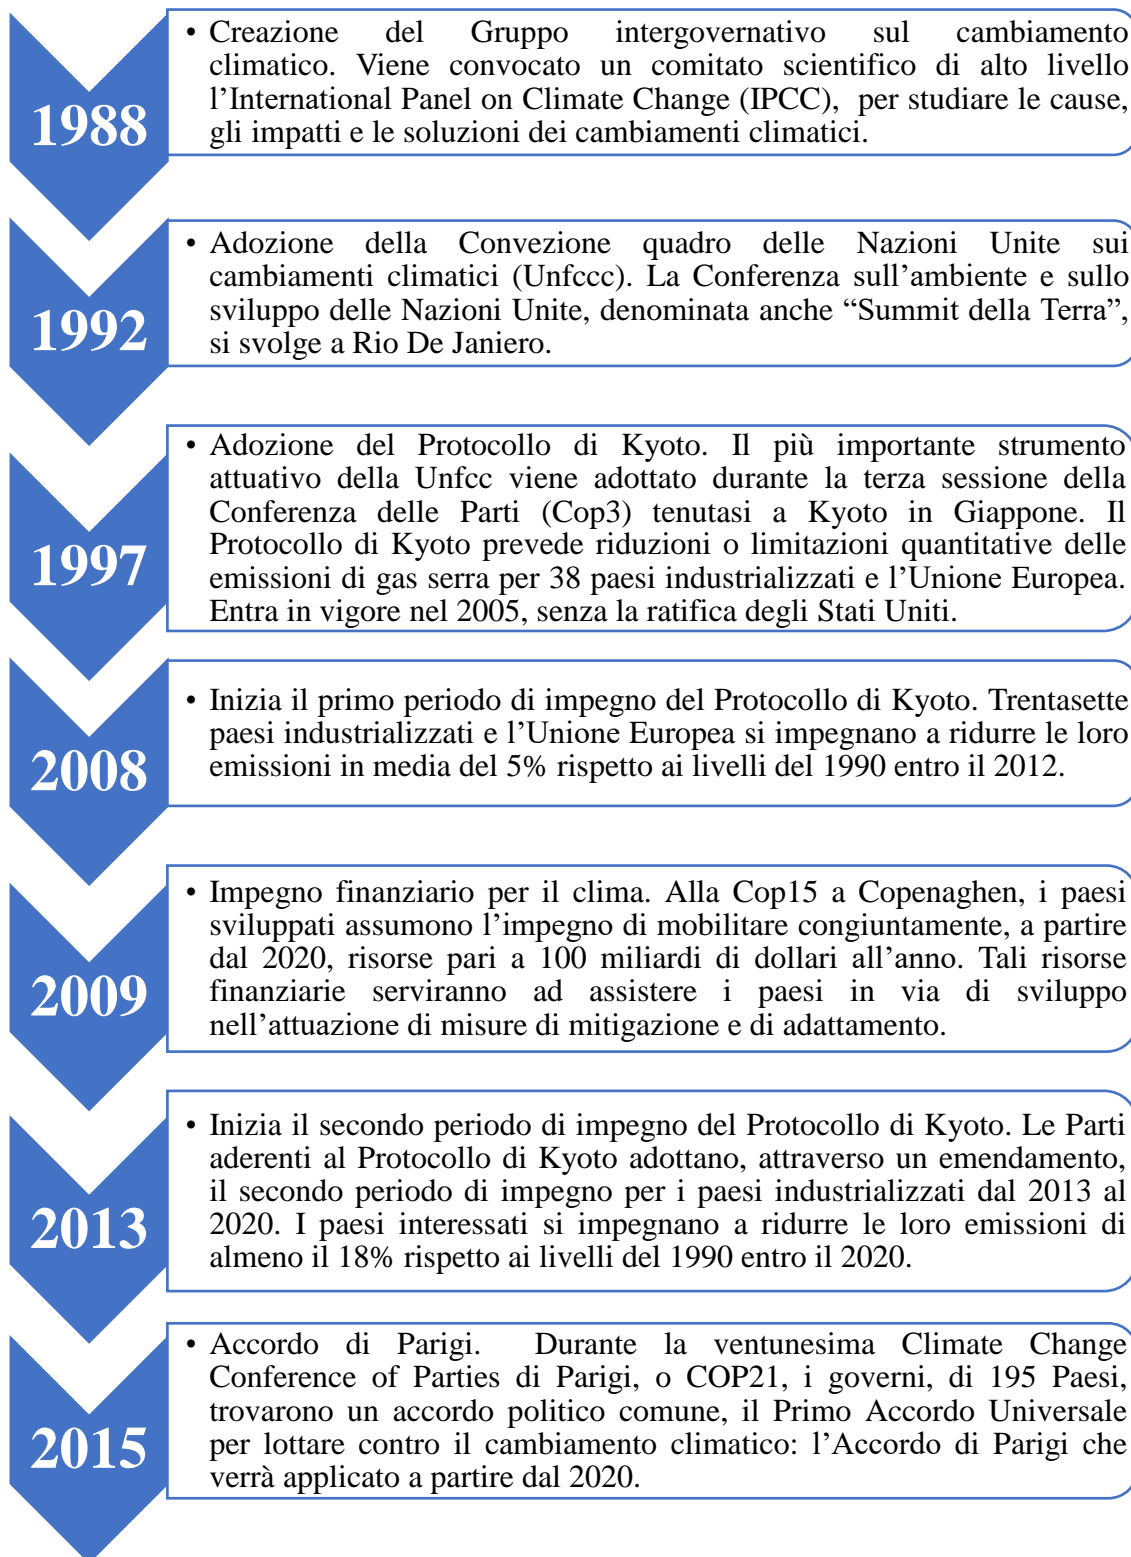 1988
• Creazione del Gruppo intergovernativo sul cambiamento
climatico. Viene convocato un comitato scientifico di alto livello
l’International Panel on Climate Change (IPCC), per studiare le cause,
gli impatti e le soluzioni dei cambiamenti climatici.
1992
• Adozione della Convezione quadro delle Nazioni Unite sui
cambiamenti climatici (Unfccc). La Conferenza sull’ambiente e sullo
sviluppo delle Nazioni Unite, denominata anche “Summit della Terra”,
si svolge a Rio De Janiero.
1997
• Adozione del Protocollo di Kyoto. Il più importante strumento
attuativo della Unfcc viene adottato durante la terza sessione della
Conferenza delle Parti (Cop3) tenutasi a Kyoto in Giappone. Il
Protocollo di Kyoto prevede riduzioni o limitazioni quantitative delle
emissioni di gas serra per 38 paesi industrializzati e l’Unione Europea.
Entra in vigore nel 2005, senza la ratifica degli Stati Uniti.
2008
• Inizia il primo periodo di impegno del Protocollo di Kyoto. Trentasette
paesi industrializzati e l’Unione Europea si impegnano a ridurre le loro
emissioni in media del 5% rispetto ai livelli del 1990 entro il 2012.
2009
• Impegno finanziario per il clima. Alla Cop15 a Copenaghen, i paesi
sviluppati assumono l’impegno di mobilitare congiuntamente, a partire
dal 2020, risorse pari a 100 miliardi di dollari all’anno. Tali risorse
finanziarie serviranno ad assistere i paesi in via di sviluppo
nell’attuazione di misure di mitigazione e di adattamento.
2013
• Inizia il secondo periodo di impegno del Protocollo di Kyoto. Le Parti
aderenti al Protocollo di Kyoto adottano, attraverso un emendamento,
il secondo periodo di impegno per i paesi industrializzati dal 2013 al
2020. I paesi interessati si impegnano a ridurre le loro emissioni di
almeno il 18% rispetto ai livelli del 1990 entro il 2020.
2015
• Accordo di Parigi. Durante la ventunesima Climate Change
Conference of Parties di Parigi, o COP21, i governi, di 195 Paesi,
trovarono un accordo politico comune, il Primo Accordo Universale
per lottare contro il cambiamento climatico: l’Accordo di Parigi che
verrà applicato a partire dal 2020.